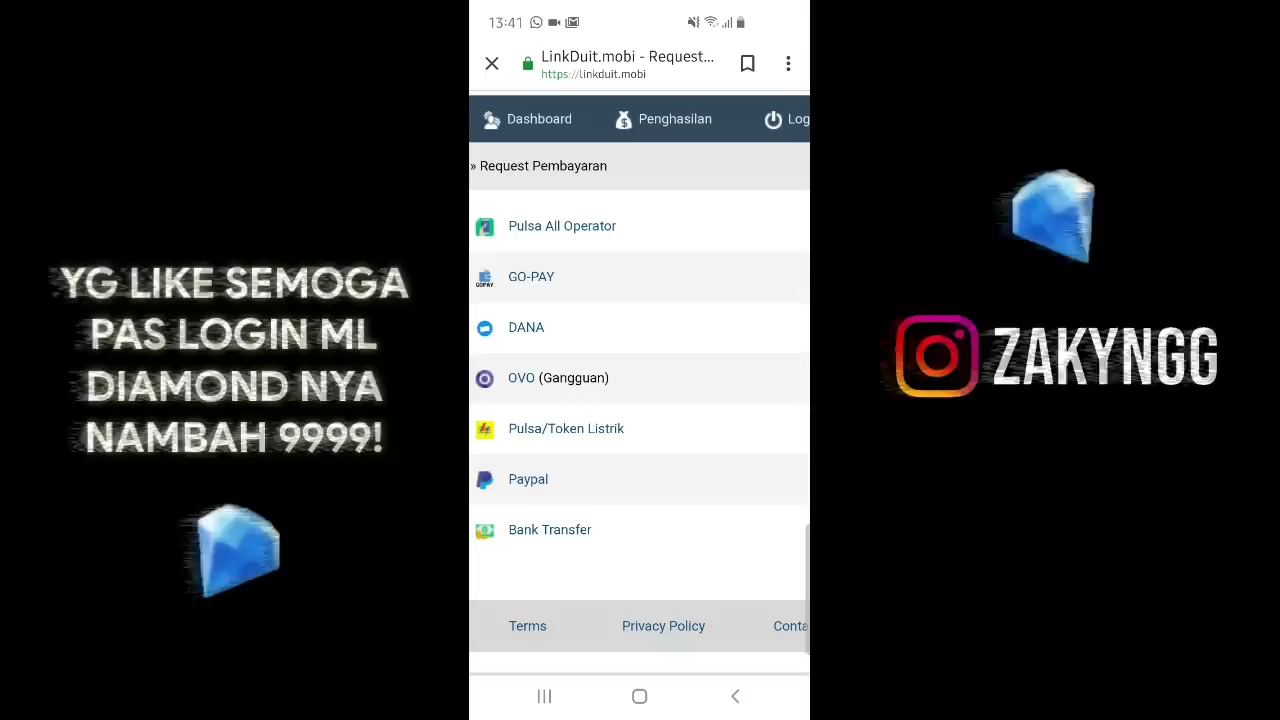 YG LIKE SEMOGA
PAS LOGIN ML
DIAMOND NYA
NAMBAH 9999!
13:41
LinkDuit.mobi - Request...
https://linkduit.mobi
Dashboard
Penghasilan
Log
» Request Pembayaran
Pulsa All Operator
GOPAY
GO-PAY
DANA
OVO (Gangguan)
Pulsa/Token Listrik
Paypal
Bank Transfer
Terms
Privacy Policy
Conta
ZAKYNGG